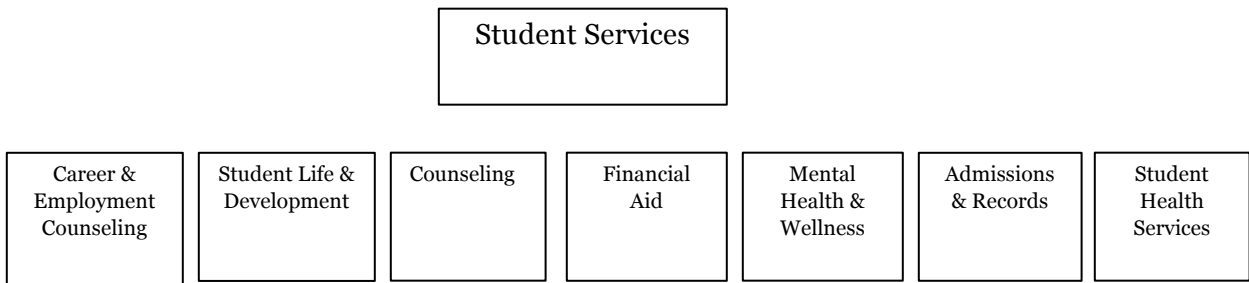 Student Services
Career &
Employment
Counseling
Student Life &
Development
Counseling
Financial
Aid
Mental
Health &
Wellness
Admissions
& Records
Student
Health
Services